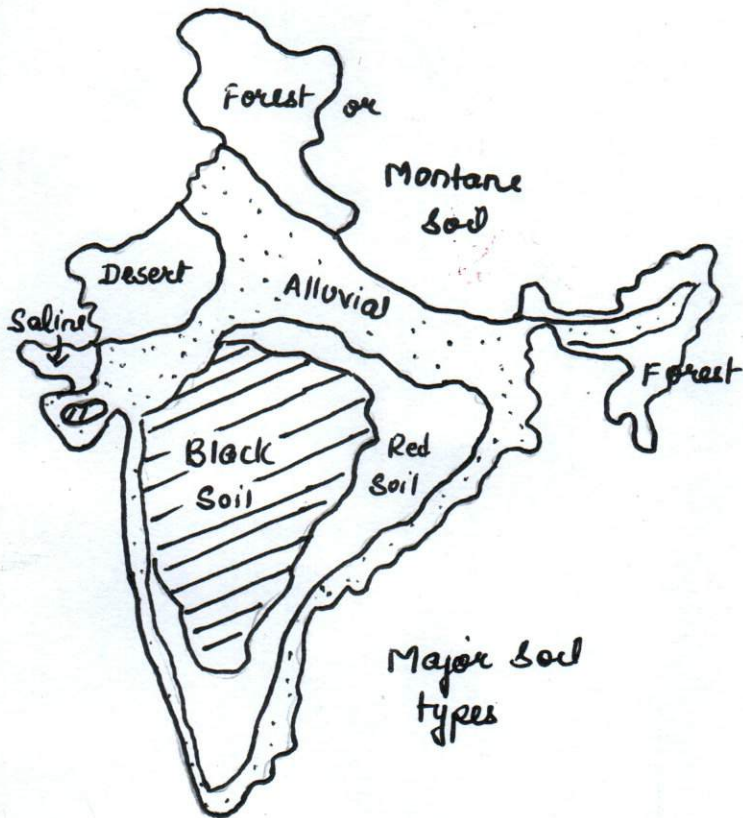 Forest or
Montane
Soil
Desert
Alluvial
Saline
Forest
Black
Soil
Red
Soil
Major Soil
types